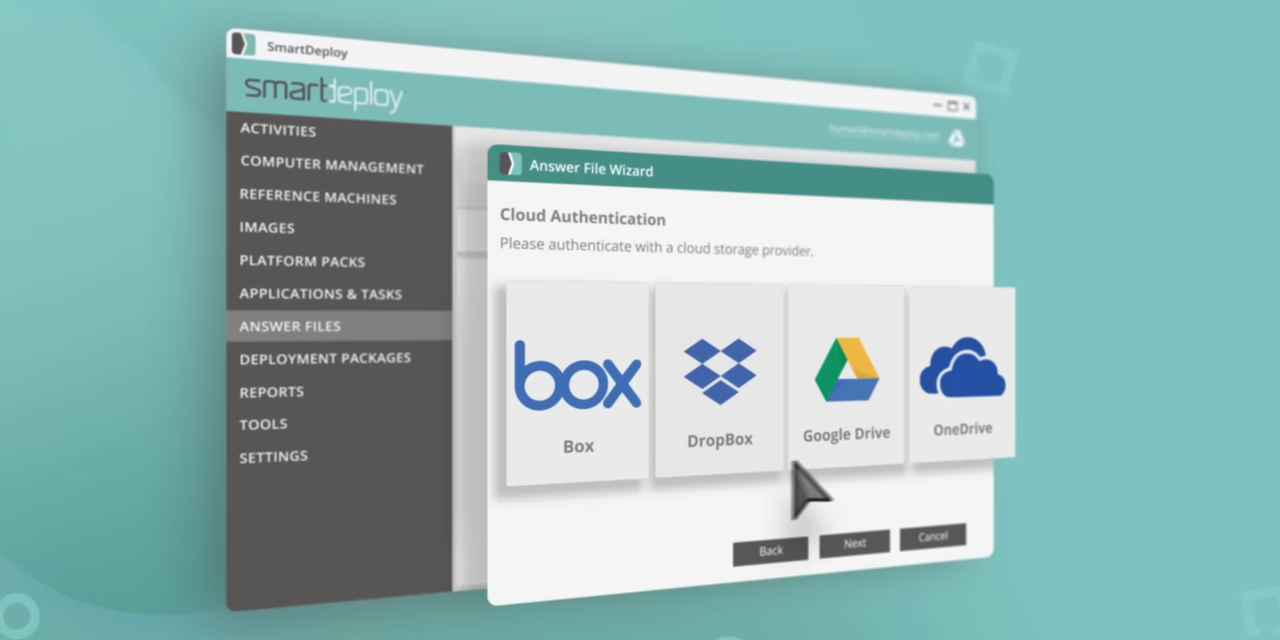 SmartDeploy
smartdeploy
ACTIVITIES
COMPUTER MANAGEMENT
REFERENCE MACHINES
IMAGES
PLATFORM PACKS
APPLICATIONS & TASKS
ANSWER FILES
DEPLOYMENT PACKAGES
REPORTS
TOOLS
SETTINGS
Answer File Wizard
Cloud Authentication
Please authenticate with a cloud storage provider.
box
Box
DropBox
Google Drive
OneDrive
Back
Next
Cancel